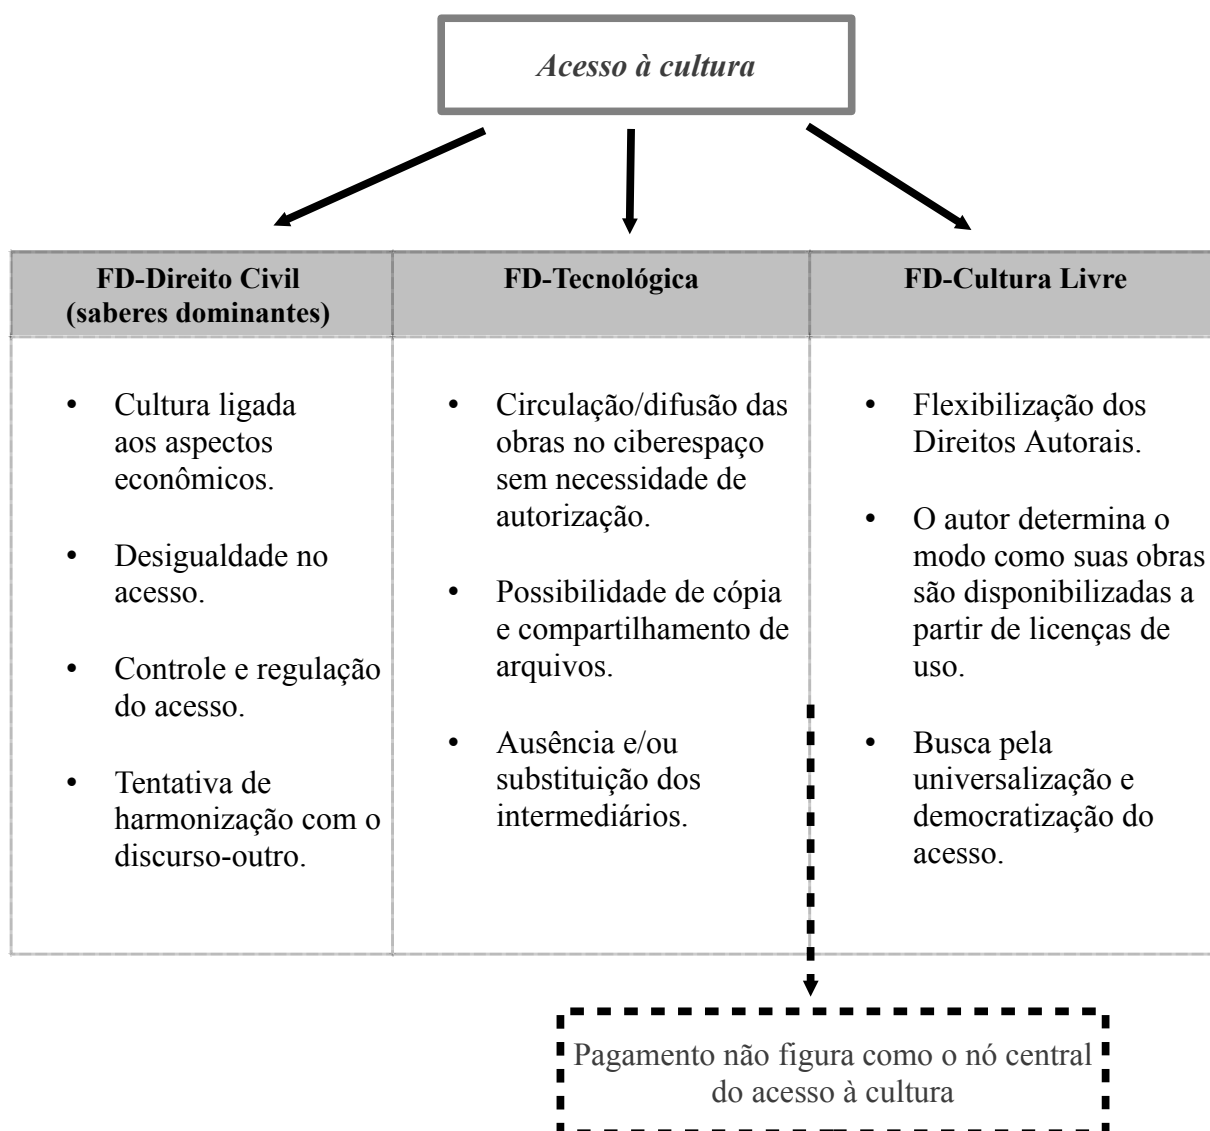 Acesso à cultura
FD-Direito Civil
(saberes dominantes)
FD-Tecnológica
FD-Cultura Livre
• Cultura ligada
aos aspectos
econômicos.
• Desigualdade no
acesso.
• Controle e regulação
do acesso.
• Tentativa de
harmonização com o
discurso-outro.
• Circulação/difusão das
obras no ciberespaço
sem necessidade de
autorização.
• Possibilidade de cópia
e compartilhamento de
arquivos.
• Ausência e/ou
substituição dos
intermediários.
• Flexibilização dos
Direitos Autorais.
• O autor determina o
modo como suas obras
são disponibilizadas a
partir de licenças de
uso.
• Busca pela
universalização e
democratização do
acesso.
Pagamento não figura como o nó central
do acesso à cultura